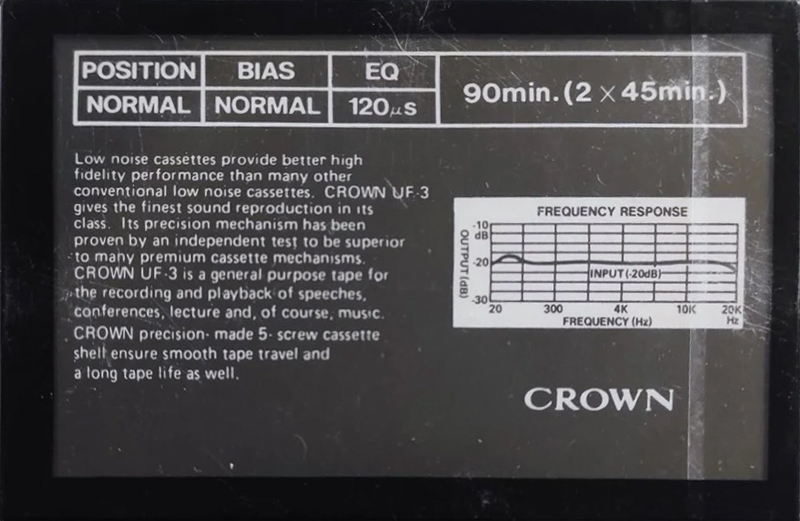 POSITION BIAS EQ 90min. (2 × 45min.)
NORMAL NORMAL 120μs
Low noise cassettes provide better high
fidelity performance than many other
conventional low noise cassettes. CROWN UF-3
gives the finest sound reproduction in its
class. Its precision mechanism has been
proven by an independent test to be superior
to many premium cassette mechanisms.
CROWN UF-3 is a general purpose tape for
the recording and playback of speeches,
conferences, lecture and, of course, music.
CROWN precision- made 5- screw cassette
shell ensure smooth tape travel and
a long tape life as well.
FREQUENCY RESPONSE
-10
dB
OUTPUT (dB)
-20
INPUT (-20dB)
-30
20 300 4K 10K 20K
FREQUENCY (Hz) Hz
CROWN